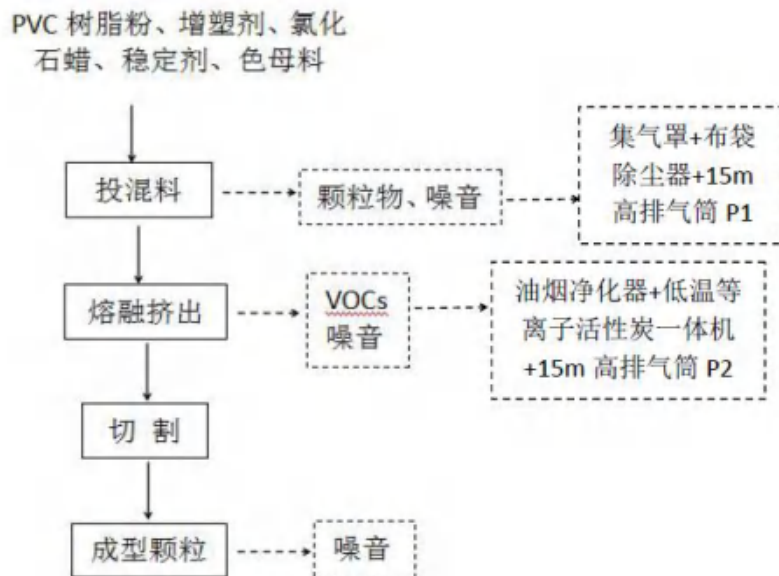 PVC 树脂粉、增塑剂、氯化
石蜡、稳定剂、色母料
投混料
颗粒物、噪音
集气罩+布袋
除尘器+15m
高排气筒 P1
熔融挤出
VOCs
噪音
油烟净化器+低温等
离子活性炭一体机
+15m 高排气筒 P2
切 割
成型颗粒
噪音